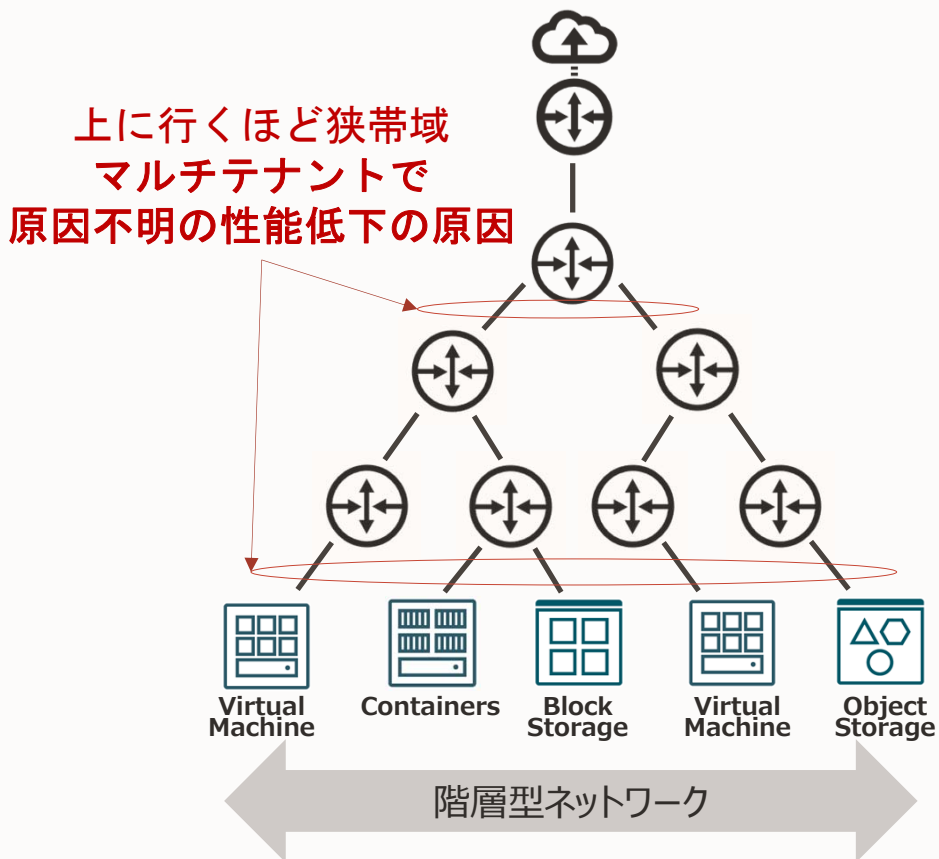 上に行くほど狭帯域
マルチテナントで
原因不明の性能低下の原因
Virtual
Machine
Containers
Block
Storage
Virtual
Machine
Object
Storage
階層型ネットワーク